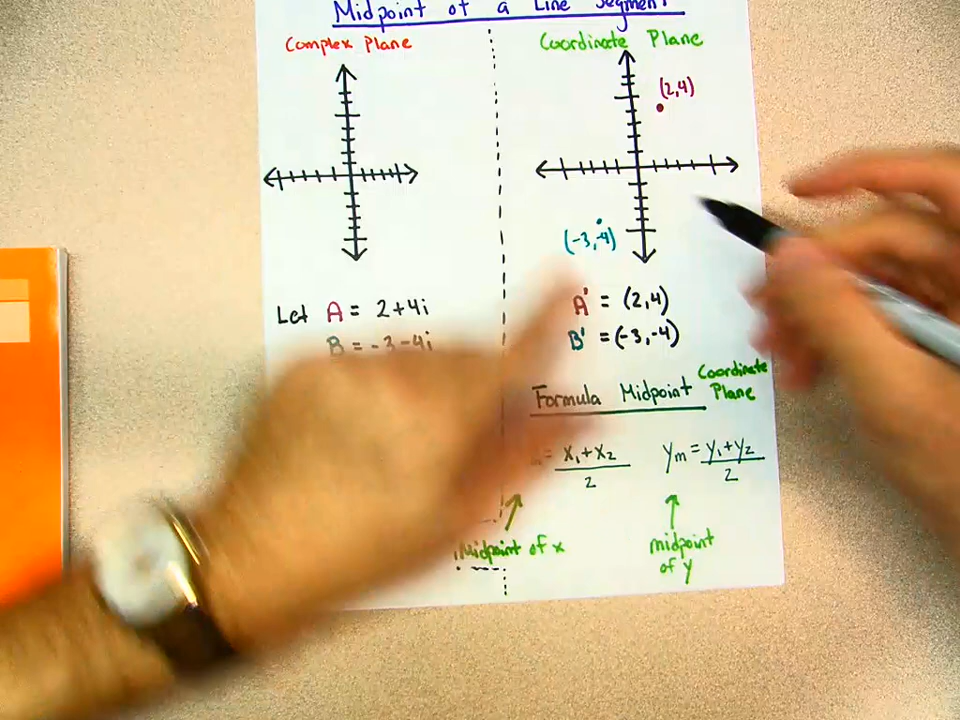 Midpoint of a Line Segment
Complex Plane
Coordinate Plane
(2,4)
(-3,-4)
Let A = 2+4i
B = -3-4i
A' = (2,4)
B' = (-3,-4)
Formula Midpoint Coordinate Plane
= x₁+x₂/2
yₘ = y₁+y₂/2
Midpoint of x
midpoint
of y